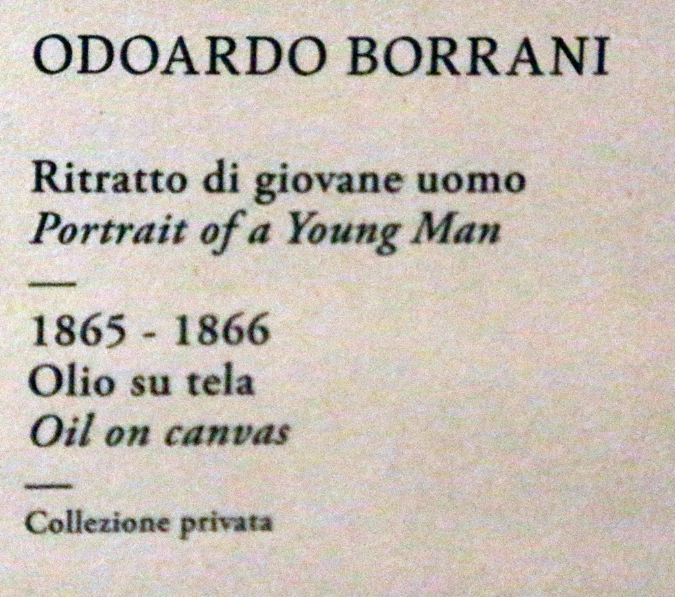 ODOARDO BORRANI
Ritratto di giovane uomo
Portrait of a Young Man
1865 - 1866
Olio su tela
Oil on canvas
Collezione privata